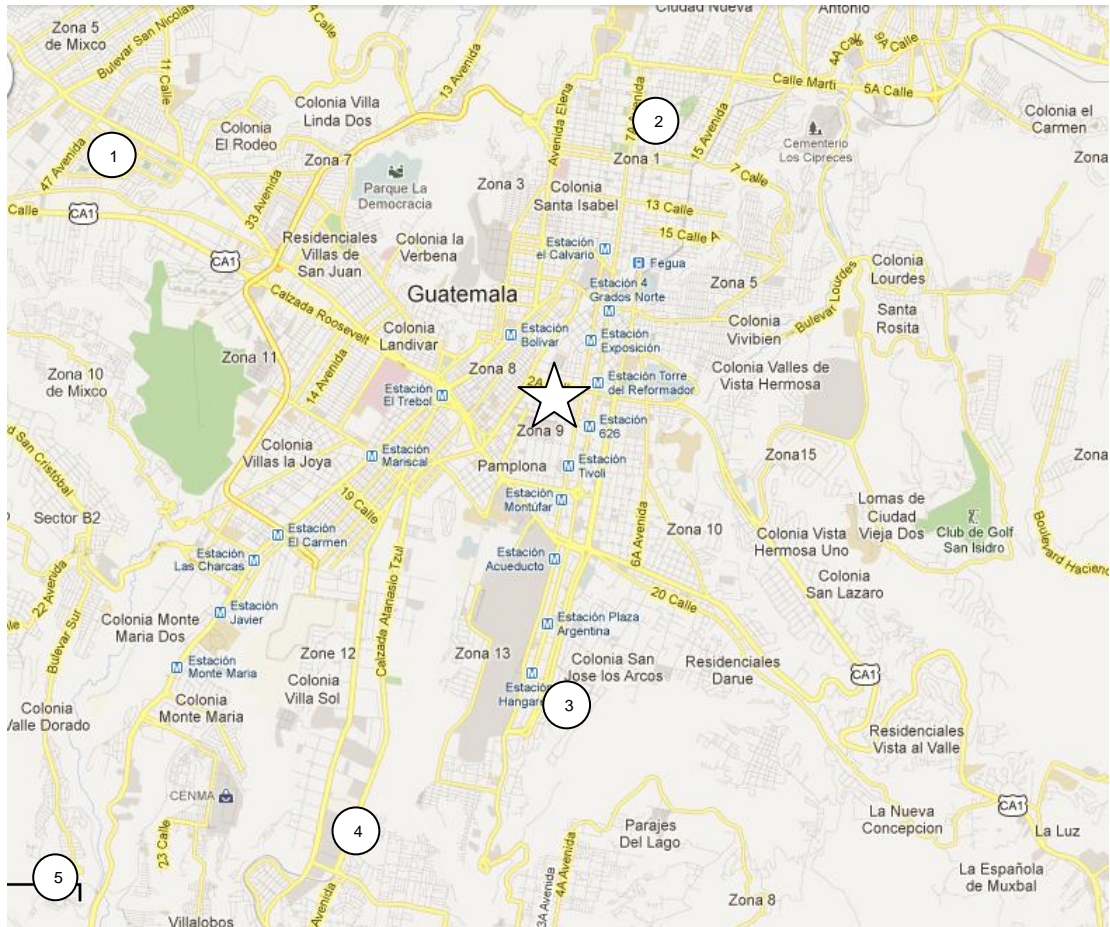 Ciudad Nueva
Antonio
Zona 5
de Mixco
Bulevar San Nicolas
4 Calle
11 Calle
13 Avenida
Colonia Villa
Linda Dos
Avenida Elena
7A Avenida
4A Calle
9A Calle
Calle Marti
5A Calle
Colonia el
Carmen
Colonia
El Rodeo
2
1
15 Avenida
Cementerio
Los Cipreces
Zona 7
Zona 1
Zona
47 Avenida
Parque La
Democracia
Zona 3
7 Calle
Colonia
Santa Isabel
Calle
CA1
33 Avenida
13 Calle
15 Calle A
Residenciales
Villas de
San Juan
Colonia la
Verbena
Estación
el Calvario
Fegua
CA1
Colonia
Lourdes
Guatemala
Estación 4
Grados Norte
Zona 5
Bulevar Lourdes
Calzada Roosevelt
Colonia
Landivar
Estación
Bolivar
Estación
Exposición
Colonia
Vivibien
Santa
Rosita
Zona 11
14 Avenida
Zona 8
2A
Estación Torre
del Reformador
Colonia Valles de
Vista Hermosa
Zona 10
de Mixco
Estación
El Trebol
Zona 9
Estación
626
San Cristóbal
Colonia
Villas la Joya
Estación
Mariscal
Pamplona
Estación
Tivoli
Zona15
Zona
19 Calle
Estación
Montúfar
Lomas de
Ciudad
Vieja Dos
Sector B2
Estación
El Carmen
6A Avenida
Zona 10
Colonia Vista
Hermosa Uno
Club de Golf
San Isidro
Boulevard Haciend
Estación
Las Charcas
Calzada Atanasio Tzul
Estación
Acueducto
22 Avenida
20 Calle
Colonia
San Lazaro
Colonia Monte
Maria Dos
Estación
Javier
Estación Plaza
Argentina
Bulevar Sur
Estación
Monte Maria
Zone 12
Zona 13
Colonia San
Jose los Arcos
Residenciales
Darue
CA1
Colonia
Villa Sol
Estación
Hangare
Colonia
Valle Dorado
Colonia
Monte Maria
3
Residenciales
Vista al Valle
CENMA
CA1
23 Calle
4
Parajes
Del Lago
La Nueva
Concepcion
La Luz
5
3A Avenida
4A Avenida
La Española
de Muxbal
Avenida
Zona 8
Villalobos